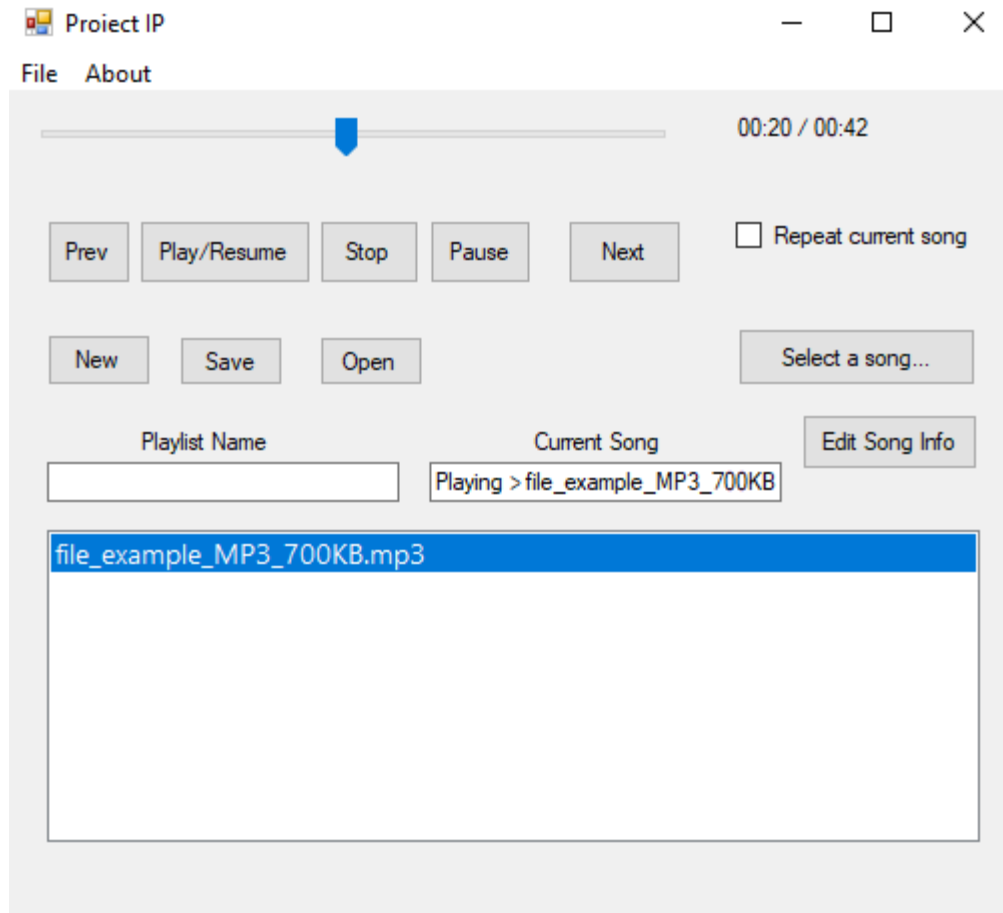 Proiect IP
File About
00:20 / 00:42
Prev Play/Resume Stop Pause Next Repeat current song
New Save Open Select a song...
Playlist Name Current Song Edit Song Info
Playing > file_example_MP3_700KB
file_example_MP3_700KB.mp3